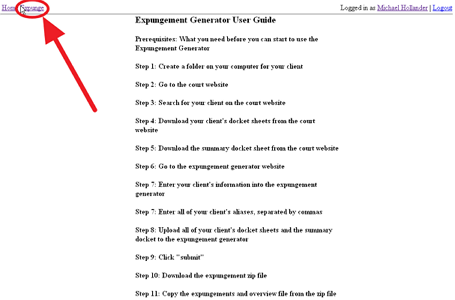 Home Expunge Logged in as Michael Hollander | Logout
Expungement Generator User Guide
Prerequisites: What you need before you can start to use the
Expungement Generator
Step 1: Create a folder on your computer for your client
Step 2: Go to the court website
Step 3: Search for your client on the court website
Step 4: Download your client's docket sheets from the court
website
Step 5: Download the summary docket sheet from the court website
Step 6: Go to the expungement generator website
Step 7: Enter your client's information into the expungement
generator
Step 7: Enter all of your client's aliases, separated by commas
Step 8: Upload all of your client's docket sheets and the summary
docket to the expungement generator
Step 9: Click "submit"
Step 10: Download the expungement zip file
Step 11: Copy the expungements and overview file from the zip file